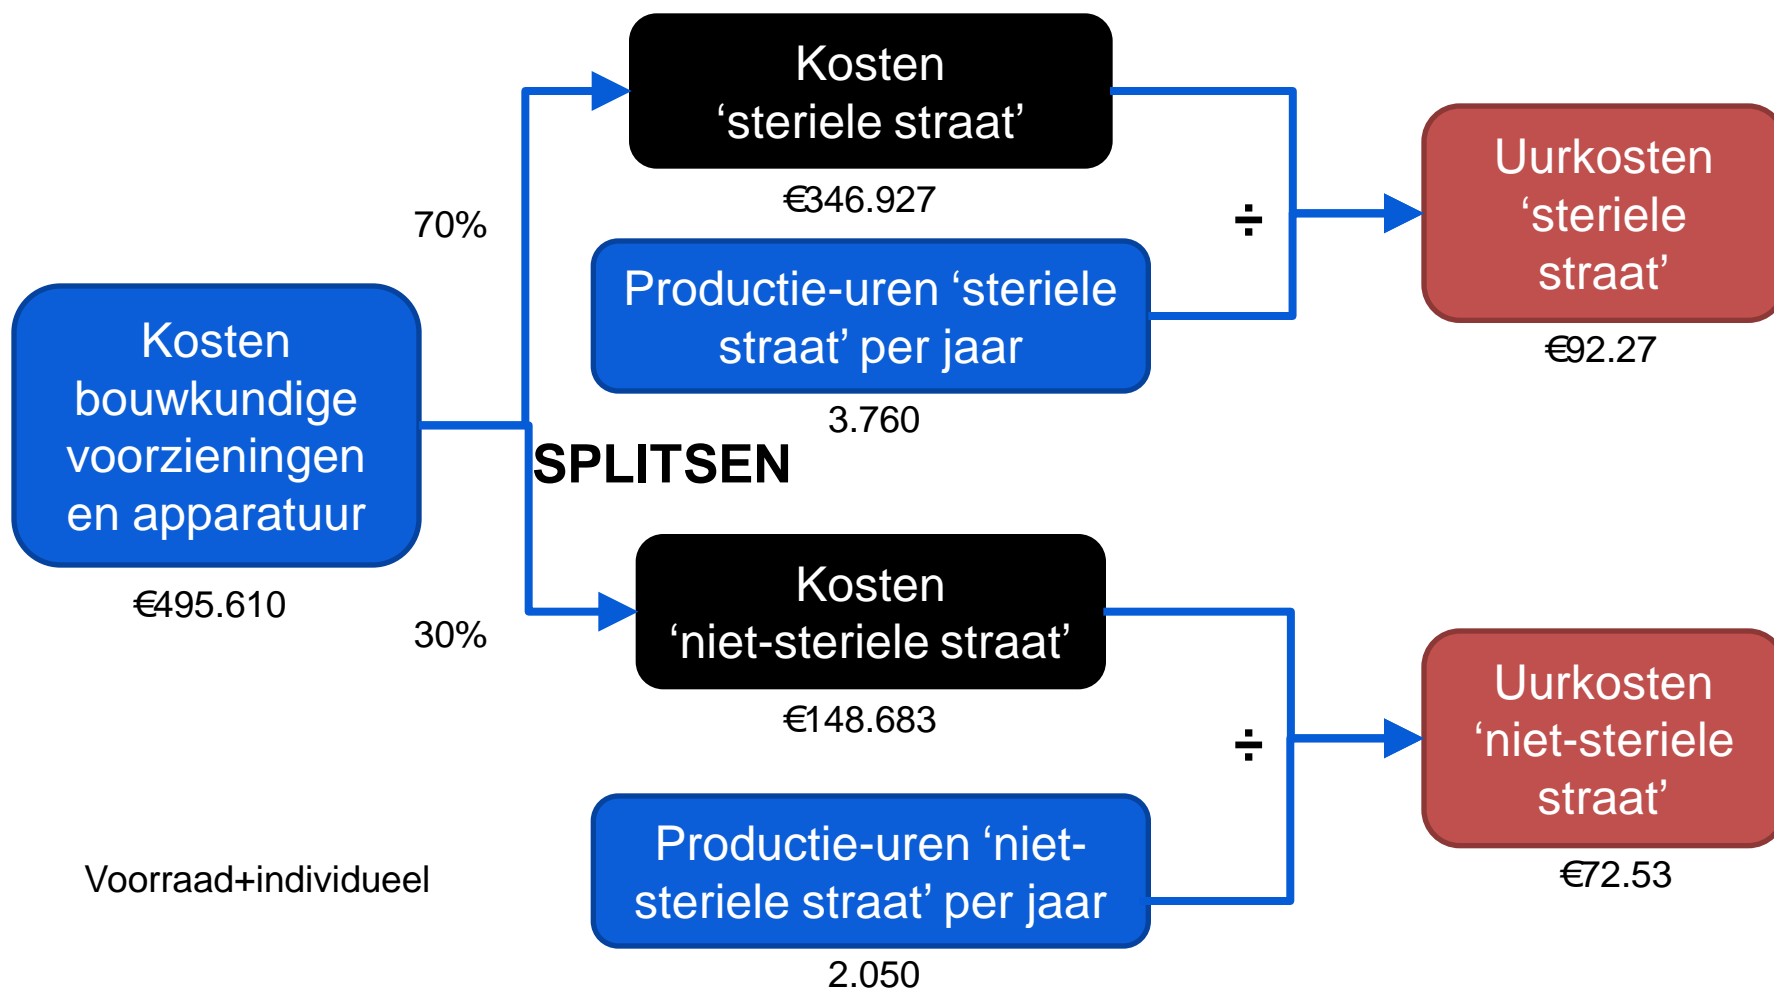 Kosten
‘steriele straat’
€346.927
70%
÷
Uurkosten
‘steriele
straat’
€92.27
Productie-uren ‘steriele
straat’ per jaar
3.760
Kosten
bouwkundige
voorzieningen
en apparatuur
€495.610
SPLITSEN
30%
Kosten
‘niet-steriele straat’
€148.683
÷
Uurkosten
‘niet-steriele
straat’
€72.53
Productie-uren ‘niet-
steriele straat’ per jaar
2.050
Voorraad+individueel